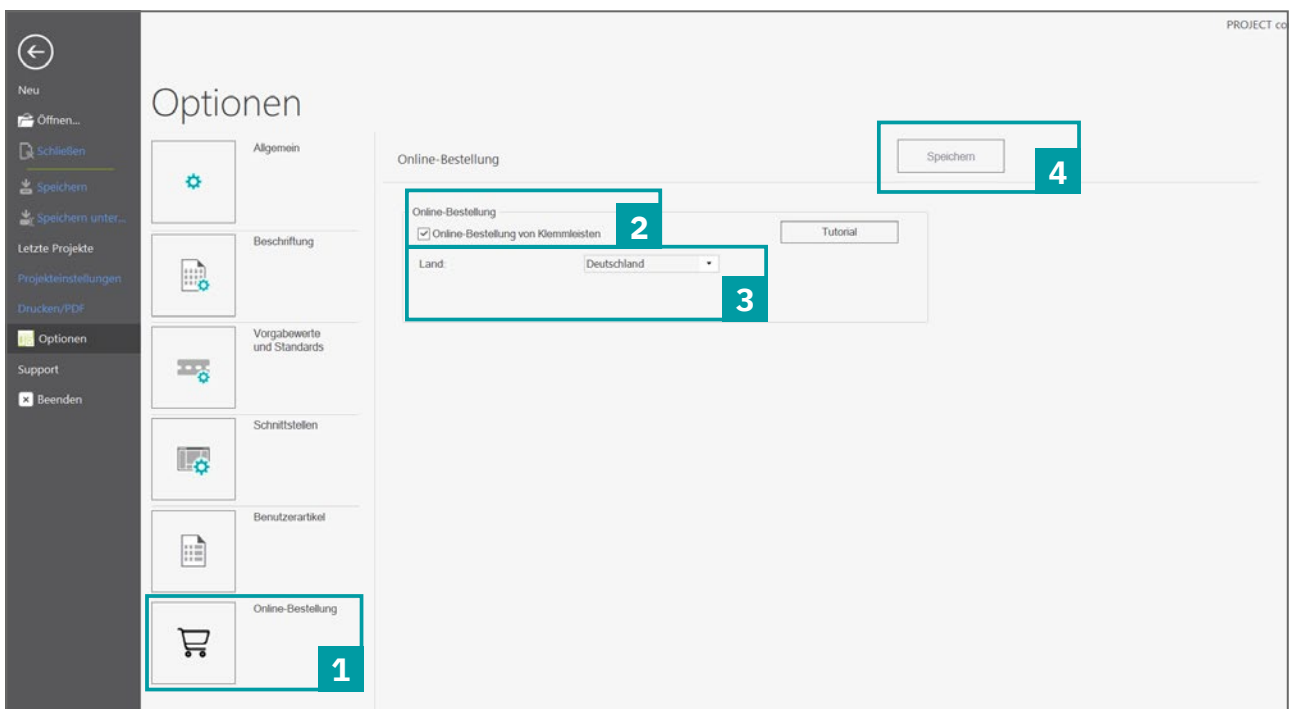 PROJECT co
Neu
Öffnen...
Schließen
Speichern
Speichern unter...
Letzte Projekte
Projekteinstellungen
Drucken/PDF
Optionen
Support
Beenden
Optionen
Allgemein
Beschriftung
Vorgabewerte
und Standards
Schnittstellen
Benutzerartikel
Online-Bestellung
1
Online-Bestellung
Speichern
4
Online-Bestellung
Online-Bestellung von Klemmleisten
2
Tutorial
Land:
Deutschland
3